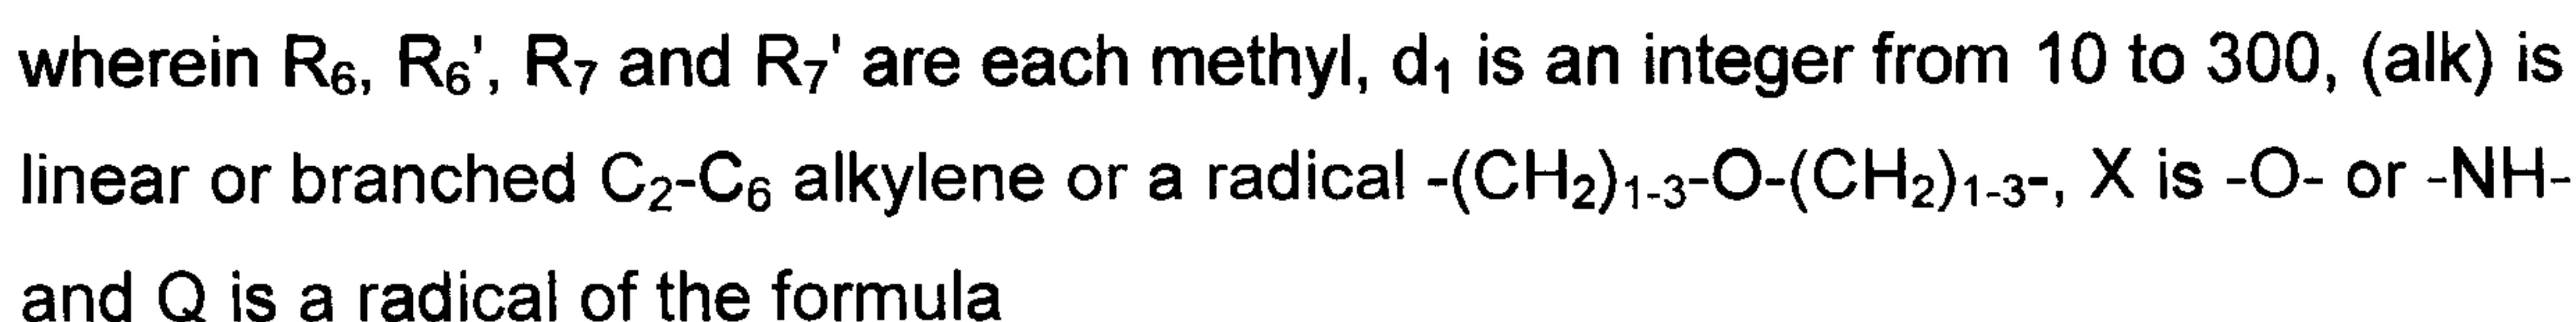 wherein R₆, R₆', R₇ and R₇' are each methyl, d₁ is an integer from 10 to 300, (alk) is
linear or branched C₂-C₆ alkylene or a radical -(CH₂)₁₋₃-O-(CH₂)₁₋₃-, X is -O- or -NH-
and Q is a radical of the formula